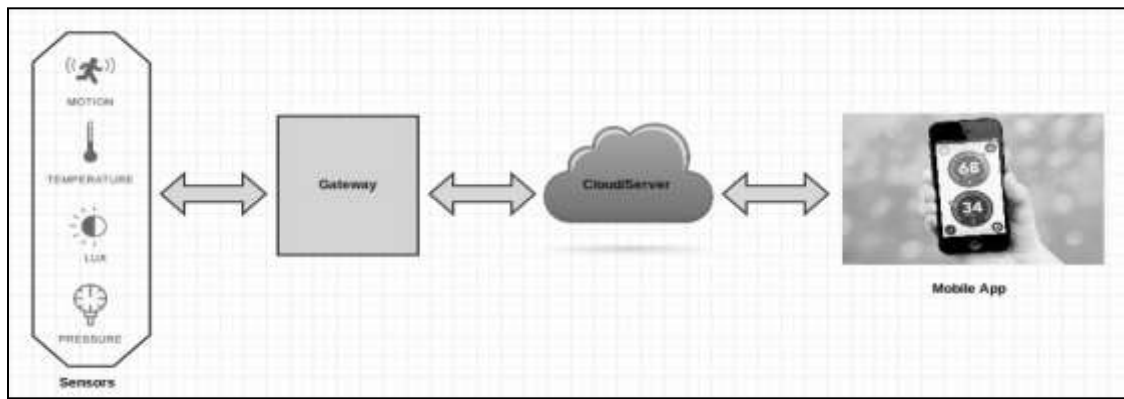 MOTION
TEMPERATURE
LUX
PRESSURE
Sensors
Gateway
Cloud/Server
68
34
Mobile App